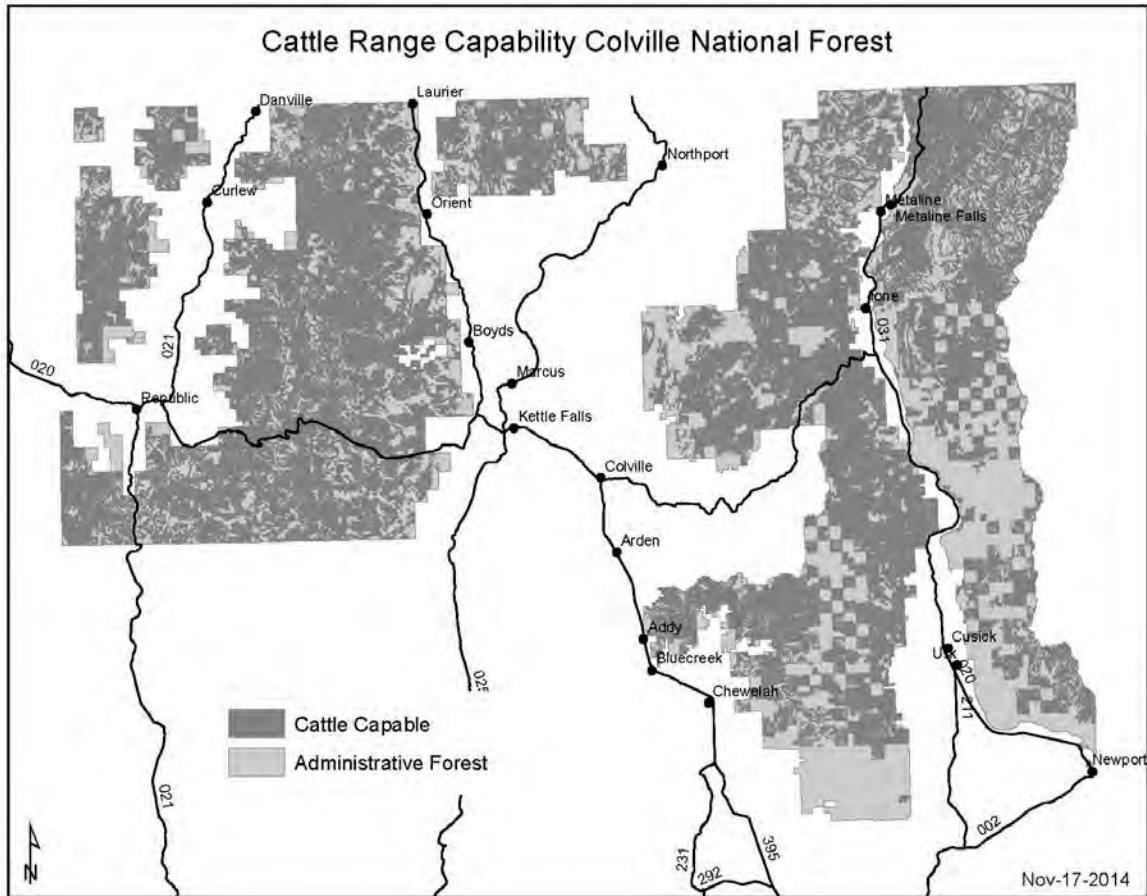 Cattle Range Capability Colville National Forest
Danville
Laurier
Northport
Curlew
Orient
Metaline
Metaline Falls
Ione
031
Boyds
021
020
Marcus
Republic
Kettle Falls
Colville
Arden
Addy
Cusick
Bluecreek
020
211
025
Chewelah
Cattle Capable
Administrative Forest
Newport
021
002
395
231
292
N
Nov-17-2014